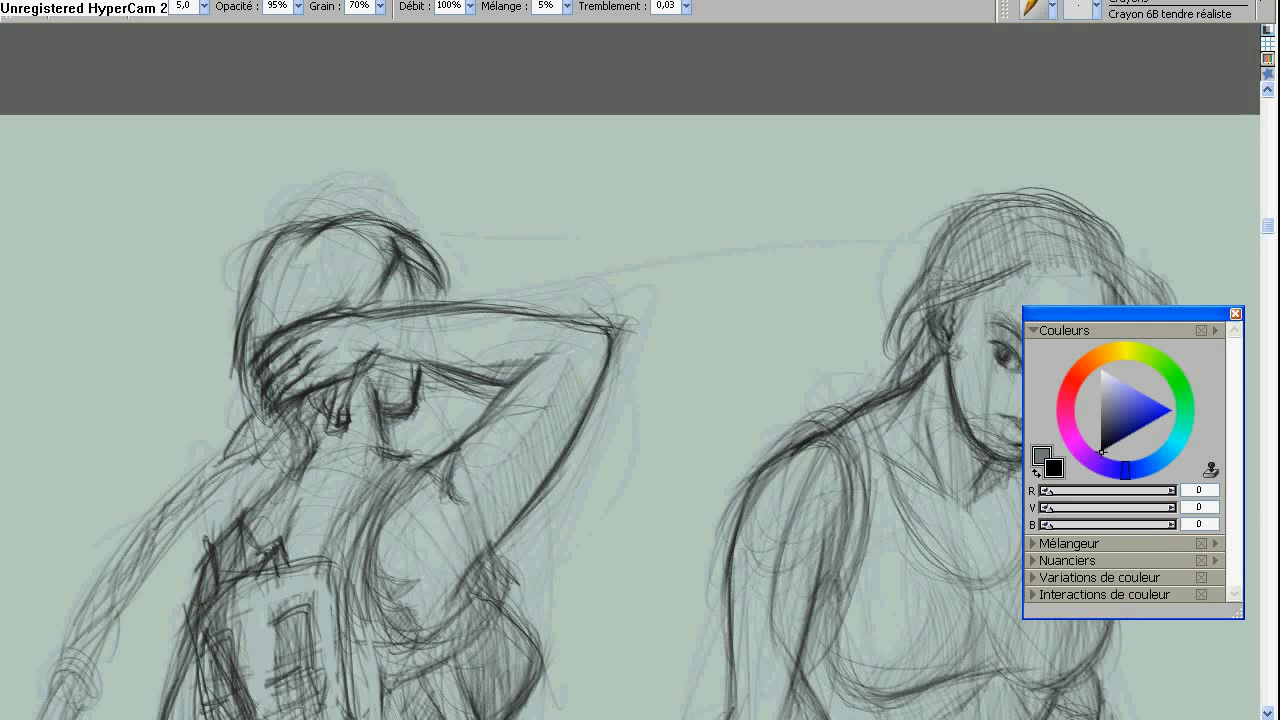 Unregistered HyperCam 2
5,0 Opacité : 95% Grain : 70% Débit : 100% Mélange : 5% Tremblement : 0,03
Crayons
Crayon 6B tendre réaliste
Couleurs
R 0
V 0
B 0
Mélangeur
Nuanciers
Variations de couleur
Interactions de couleur